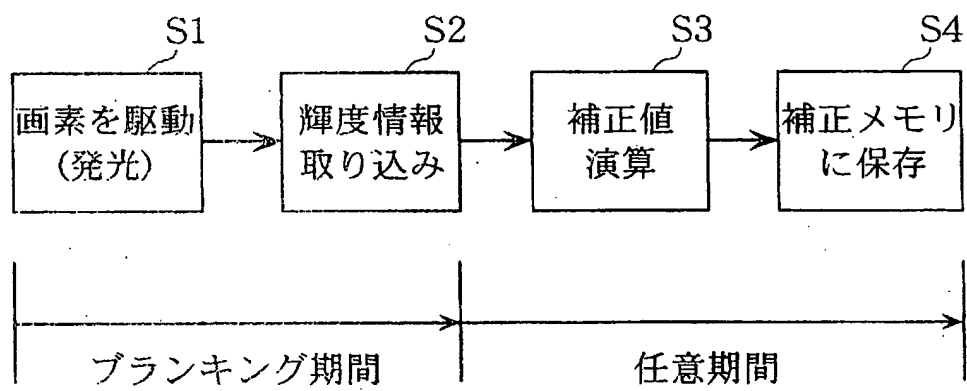 S1
S2
S3
S4
画素を駆動
(発光)
輝度情報
取り込み
補正値
演算
補正メモリ
に保存
ブランキング期間
任意期間